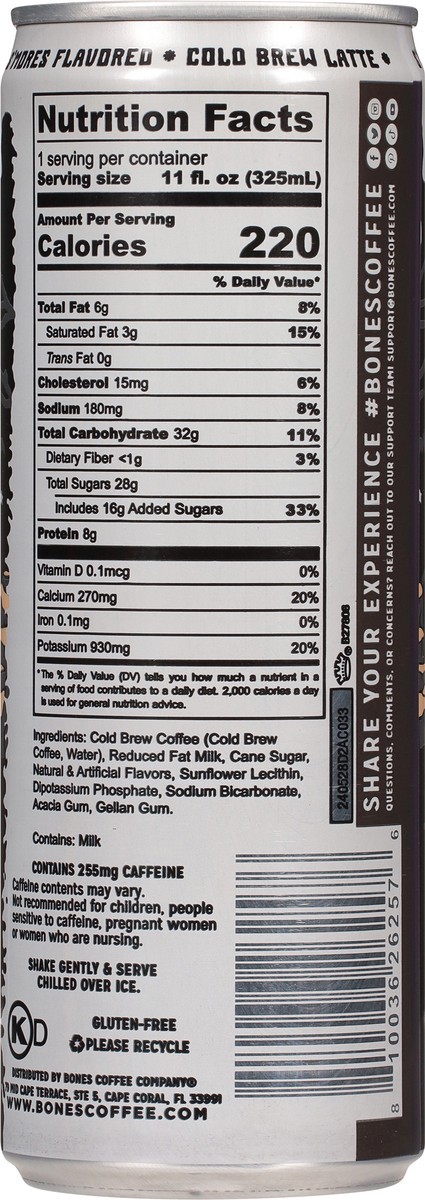 'MORES FLAVORED * COLD BREW LATTE *
Nutrition Facts
1 serving per container
Serving size 11 fl. oz (325mL)
Amount Per Serving
Calories 220
% Daily Value*
Total Fat 6g 8%
Saturated Fat 3g 15%
Trans Fat 0g
Cholesterol 15mg 6%
Sodium 180mg 8%
Total Carbohydrate 32g 11%
Dietary Fiber <1g 3%
Total Sugars 28g
Includes 16g Added Sugars 33%
Protein 8g
Vitamin D 0.1mcg 0%
Calcium 270mg 20%
Iron 0.1mg 0%
Potassium 930mg 20%
*The % Daily Value (DV) tells you how much a nutrient in a
serving of food contributes to a daily diet. 2,000 calories a day
is used for general nutrition advice.
Ingredients: Cold Brew Coffee (Cold Brew
Coffee, Water), Reduced Fat Milk, Cane Sugar,
Natural & Artificial Flavors, Sunflower Lecithin,
Dipotassium Phosphate, Sodium Bicarbonate,
Acacia Gum, Gellan Gum.
Contains: Milk
CONTAINS 255mg CAFFEINE
Caffeine contents may vary.
Not recommended for children, people
sensitive to caffeine, pregnant women
or women who are nursing.
SHAKE GENTLY & SERVE
CHILLED OVER ICE.
K D
GLUTEN-FREE
PLEASE RECYCLE
DISTRIBUTED BY BONES COFFEE COMPANY®
MID CAPE TERRACE, STE 5, CAPE CORAL, FL 33991
WWW.BONESCOFFEE.COM
SHARE YOUR EXPERIENCE #BONESCOFFEE
QUESTIONS, COMMENTS, OR CONCERNS? REACH OUT TO OUR SUPPORT TEAM! SUPPORT@BONESCOFFEE.COM
240528D2AC033
B27808
8 10036 26257 6